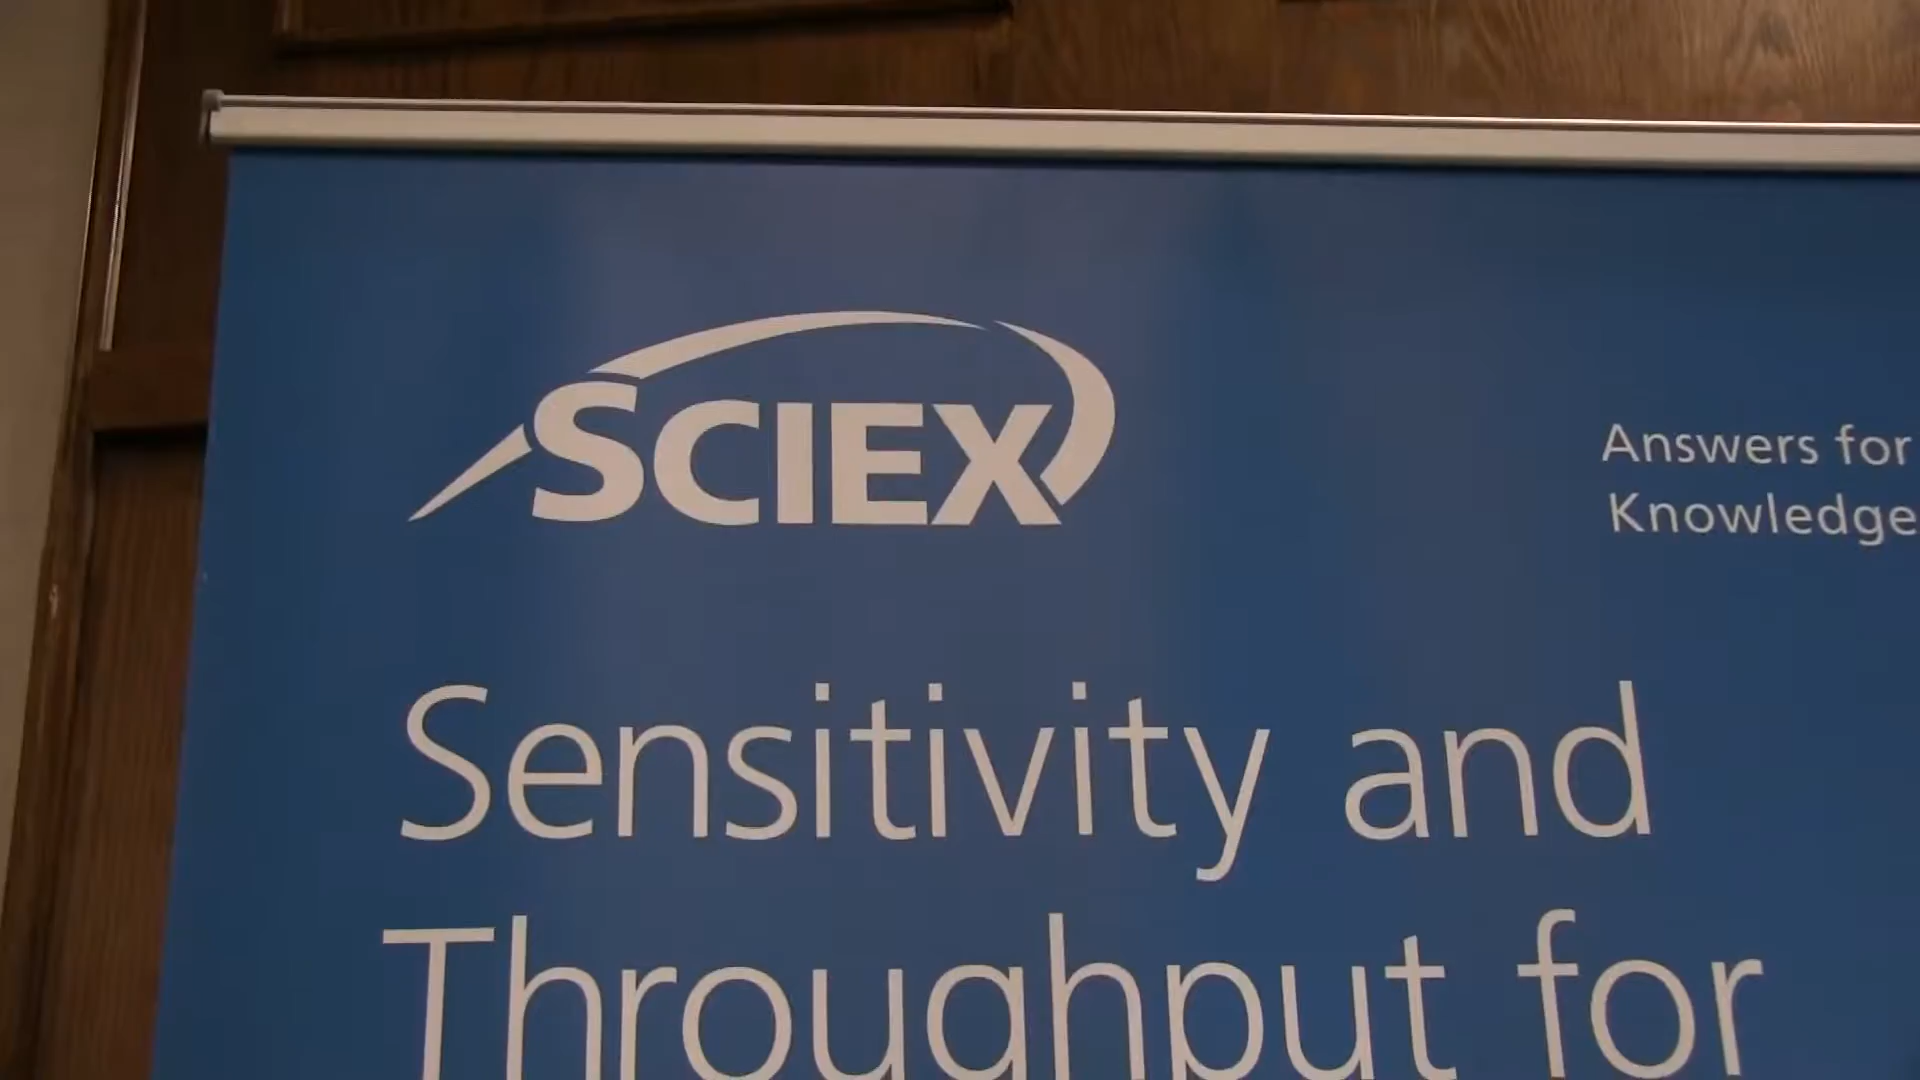 SCIEX
Answers for
Knowledge
Sensitivity and
Throughput for